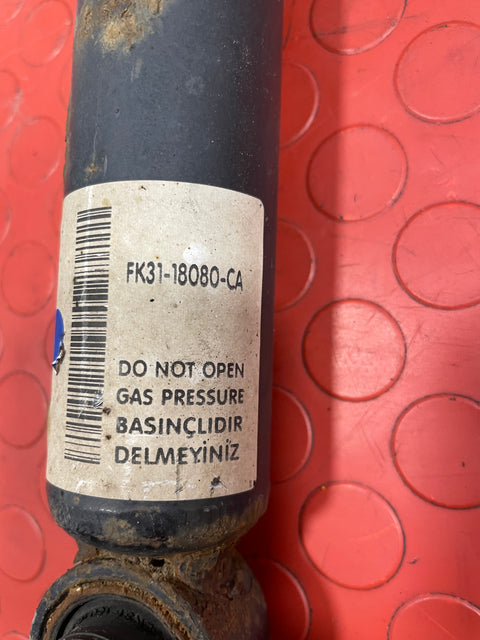 FK31-18080-CA
DO NOT OPEN
GAS PRESSURE
BASINÇLIDIR
DELMEYİNİZ